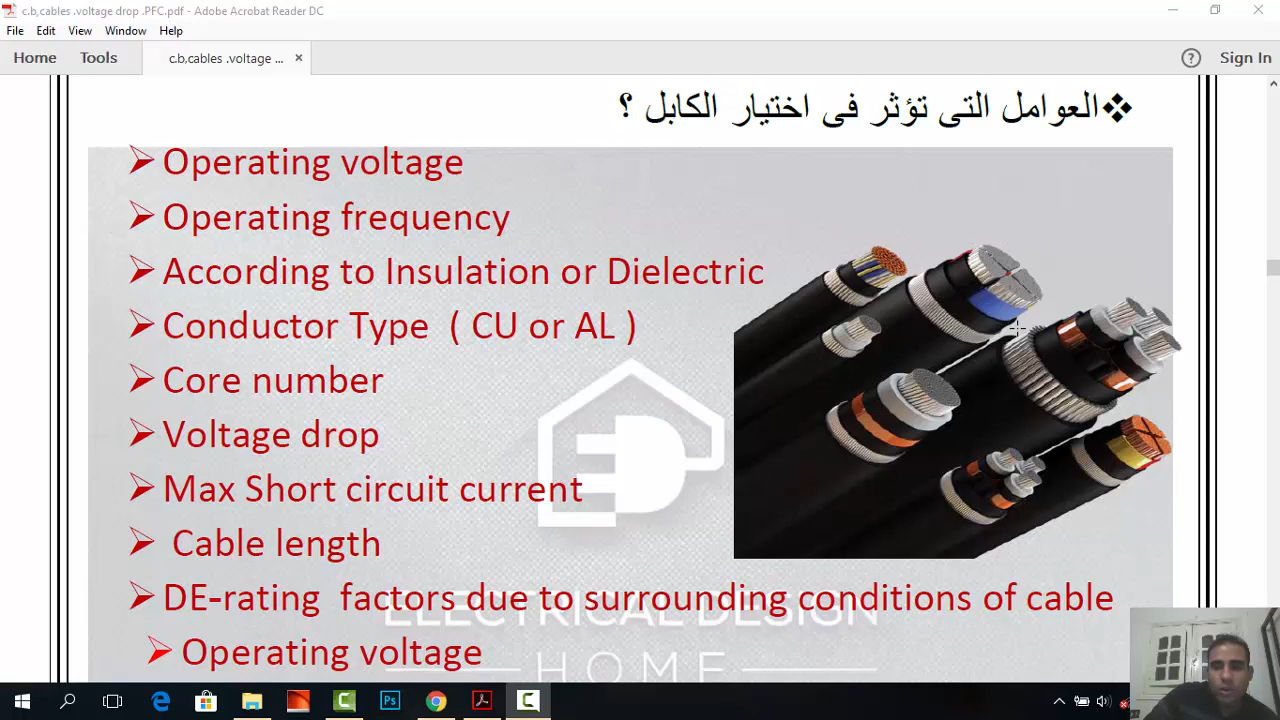 c.b,cables .voltage drop .PFC.pdf - Adobe Acrobat Reader DC
File Edit View Window Help
Home Tools c.b,cables .voltage drop ... × ? Sign In
❖العوامل التى تؤثر فى اختيار الكابل ؟
➢ Operating voltage
➢ Operating frequency
➢ According to Insulation or Dielectric
➢ Conductor Type ( CU or AL )
➢ Core number
➢ Voltage drop
➢ Max Short circuit current
➢ Cable length
➢ DE-rating factors due to surrounding conditions of cable
ELECTRICAL DESIGN
➢ Operating voltage
HOME